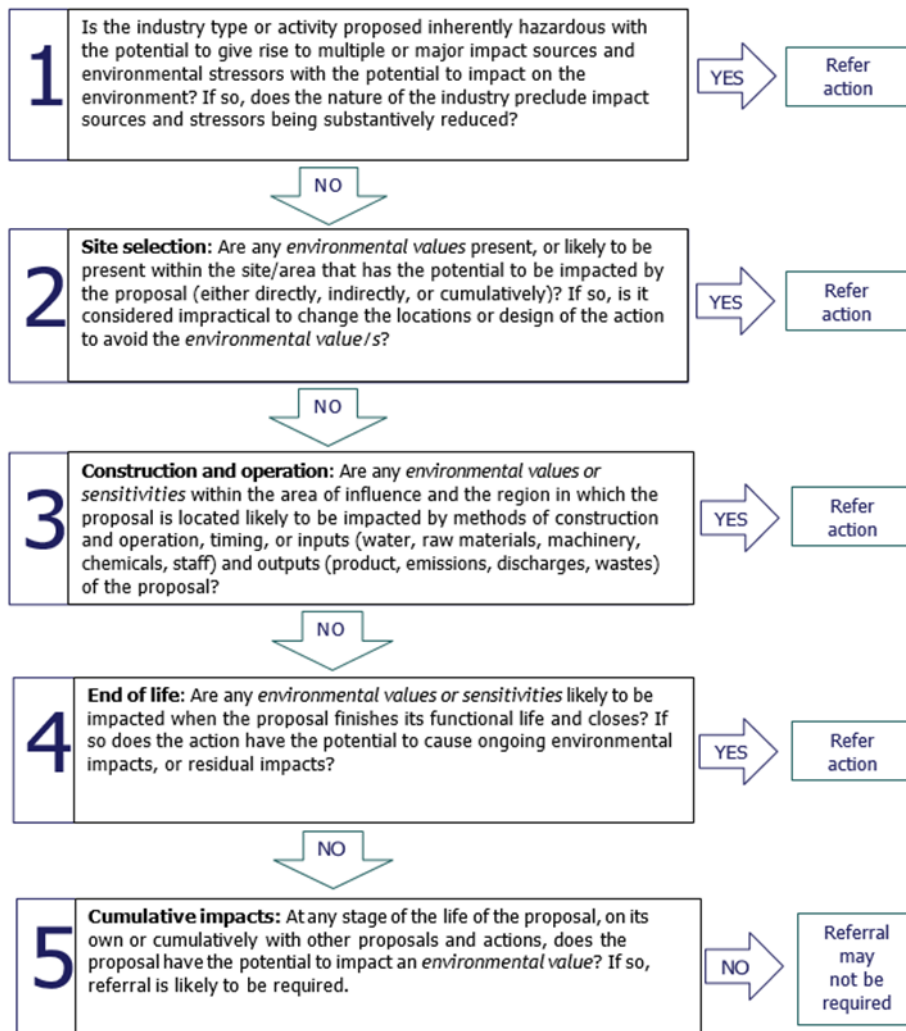 1
Is the industry type or activity proposed inherently hazardous with
the potential to give rise to multiple or major impact sources and
environmental stressors with the potential to impact on the
environment? If so, does the nature of the industry preclude impact
sources and stressors being substantively reduced?
YES
Refer
action
NO
2
Site selection: Are any environmental values present, or likely to be
present within the site/area that has the potential to be impacted by
the proposal (either directly, indirectly, or cumulatively)? If so, is it
considered impractical to change the locations or design of the action
to avoid the environmental value/s?
YES
Refer
action
NO
3
Construction and operation: Are any environmental values or
sensitivities within the area of influence and the region in which the
proposal is located likely to be impacted by methods of construction
and operation, timing, or inputs (water, raw materials, machinery,
chemicals, staff) and outputs (product, emissions, discharges, wastes)
of the proposal?
YES
Refer
action
NO
4
End of life: Are any environmental values or sensitivities likely to be
impacted when the proposal finishes its functional life and closes? If
so does the action have the potential to cause ongoing environmental
impacts, or residual impacts?
YES
Refer
action
NO
5
Cumulative impacts: At any stage of the life of the proposal, on its
own or cumulatively with other proposals and actions, does the
proposal have the potential to impact an environmental value? If so,
referral is likely to be required.
NO
Referral
may
not be
required